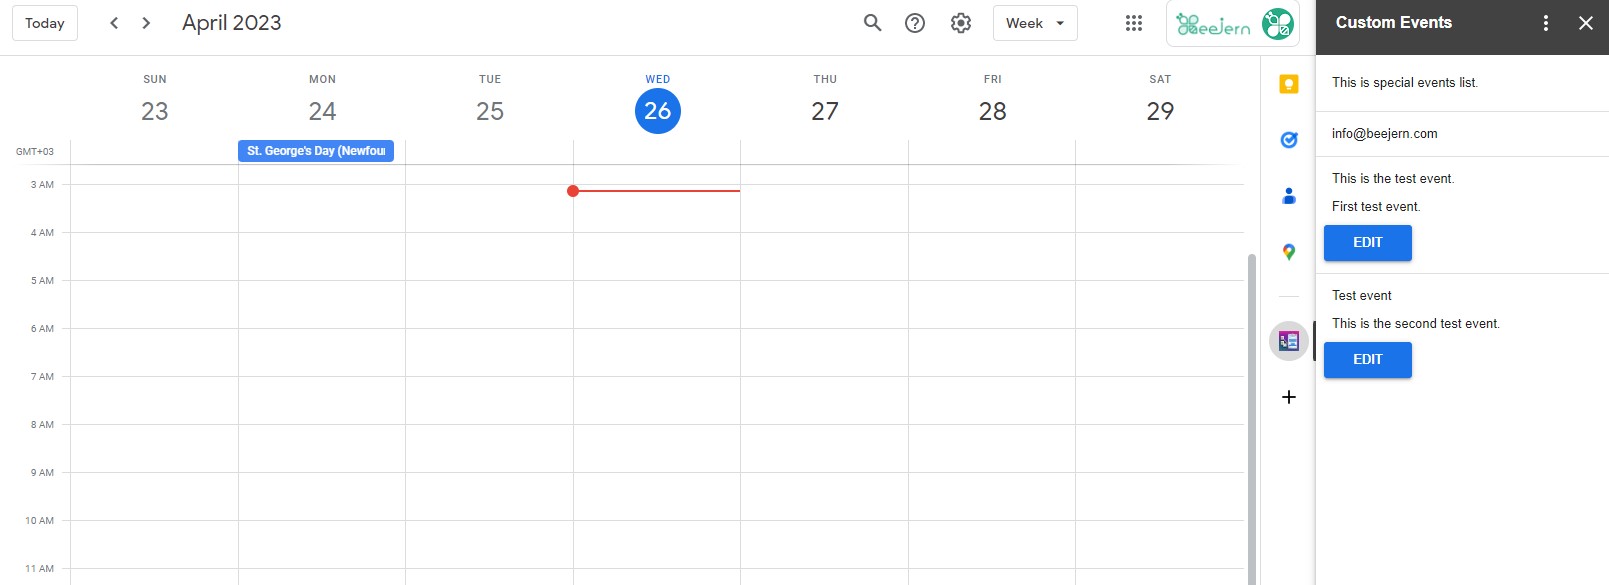 Today
April 2023
Week
Beejern
Custom Events
SUN
MON
TUE
WED
THU
FRI
SAT
23
24
25
26
27
28
29
GMT+03
St. George's Day (Newfou
3 AM
4 AM
5 AM
6 AM
7 AM
8 AM
9 AM
10 AM
11 AM
This is special events list.
info@beejern.com
This is the test event.
First test event.
EDIT
Test event
This is the second test event.
EDIT